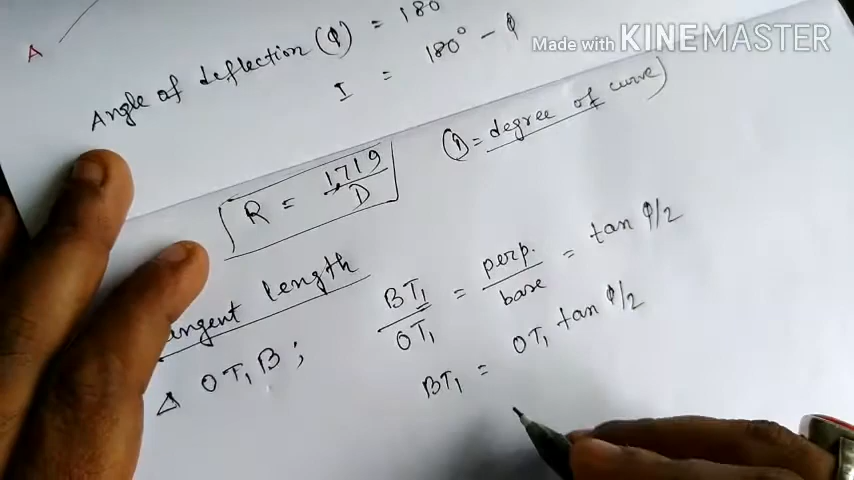 A
Angle of deflection (φ) = 180
I = 180° - φ
Made with KINEMASTER
R = 1719/D
(D = degree of curve)
angent length
BT₁/OT₁ = perp./base = tan φ/2
△ OT₁B ;
BT₁ = OT₁ tan φ/2